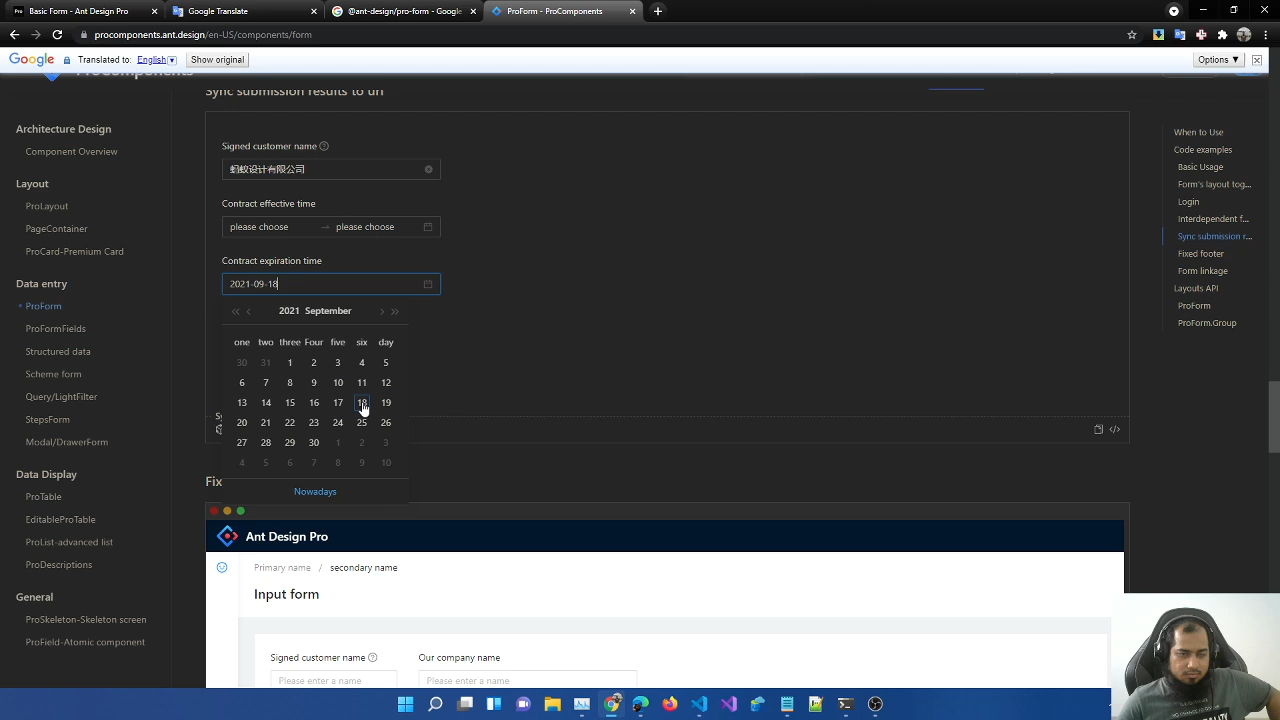 Basic Form - Ant Design Pro
Google Translate
@ant-design/pro-form - Google
ProForm - ProComponents
procomponents.ant.design/en-US/components/form
Google
Translated to: English▼
Show original
Options ▼
ProComponents
Sync submission results to url
Architecture Design
Component Overview
Layout
ProLayout
PageContainer
ProCard-Premium Card
Data entry
ProForm
ProFormFields
Structured data
Scheme form
Query/LightFilter
StepsForm
Modal/DrawerForm
Data Display
ProTable
EditableProTable
ProList-advanced list
ProDescriptions
General
ProSkeleton-Skeleton screen
ProField-Atomic component
Signed customer name
蚂蚁设计有限公司
Contract effective time
please choose → please choose
Contract expiration time
2021-09-18
2021 September
one two three Four five six day
30 31 1 2 3 4 5
6 7 8 9 10 11 12
13 14 15 16 17 18 19
20 21 22 23 24 25 26
27 28 29 30 1 2 3
4 5 6 7 8 9 10
Nowadays
Fix
Ant Design Pro
Primary name / secondary name
Input form
Signed customer name
Our company name
Please enter a name
Please enter a name
When to Use
Code examples
Basic Usage
Form's layout tog...
Login
Interdependent f...
Sync submission r...
Fixed footer
Form linkage
Layouts API
ProForm
ProForm.Group